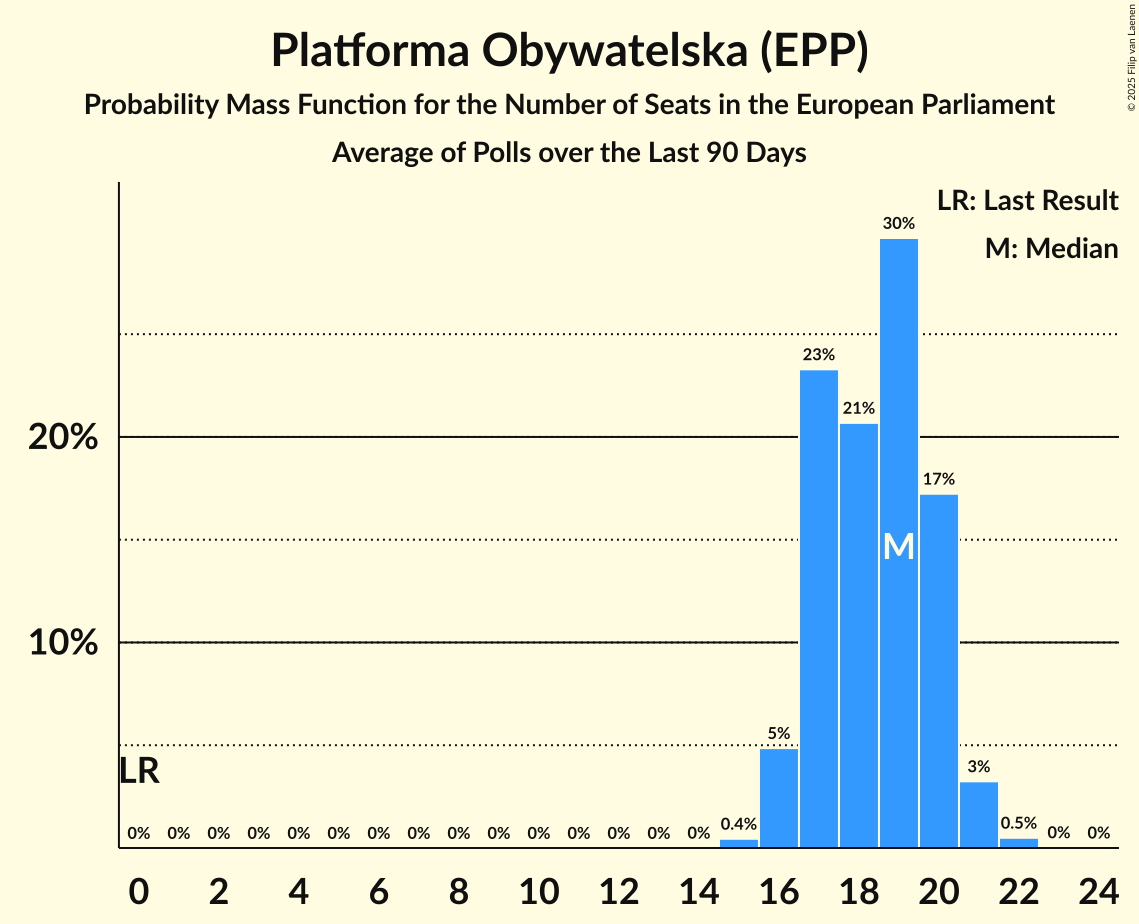 Platforma Obywatelska (EPP)
Probability Mass Function for the Number of Seats in the European Parliament
Average of Polls over the Last 90 Days
© 2025 Filip van Laenen
LR: Last Result
M: Median
30%
23%
21%
20%
17%
M
10%
5%
3%
LR
0% 0% 0% 0% 0% 0% 0% 0% 0% 0% 0% 0% 0% 0% 0% 0.4% 0.5% 0% 0%
0 2 4 6 8 10 12 14 16 18 20 22 24